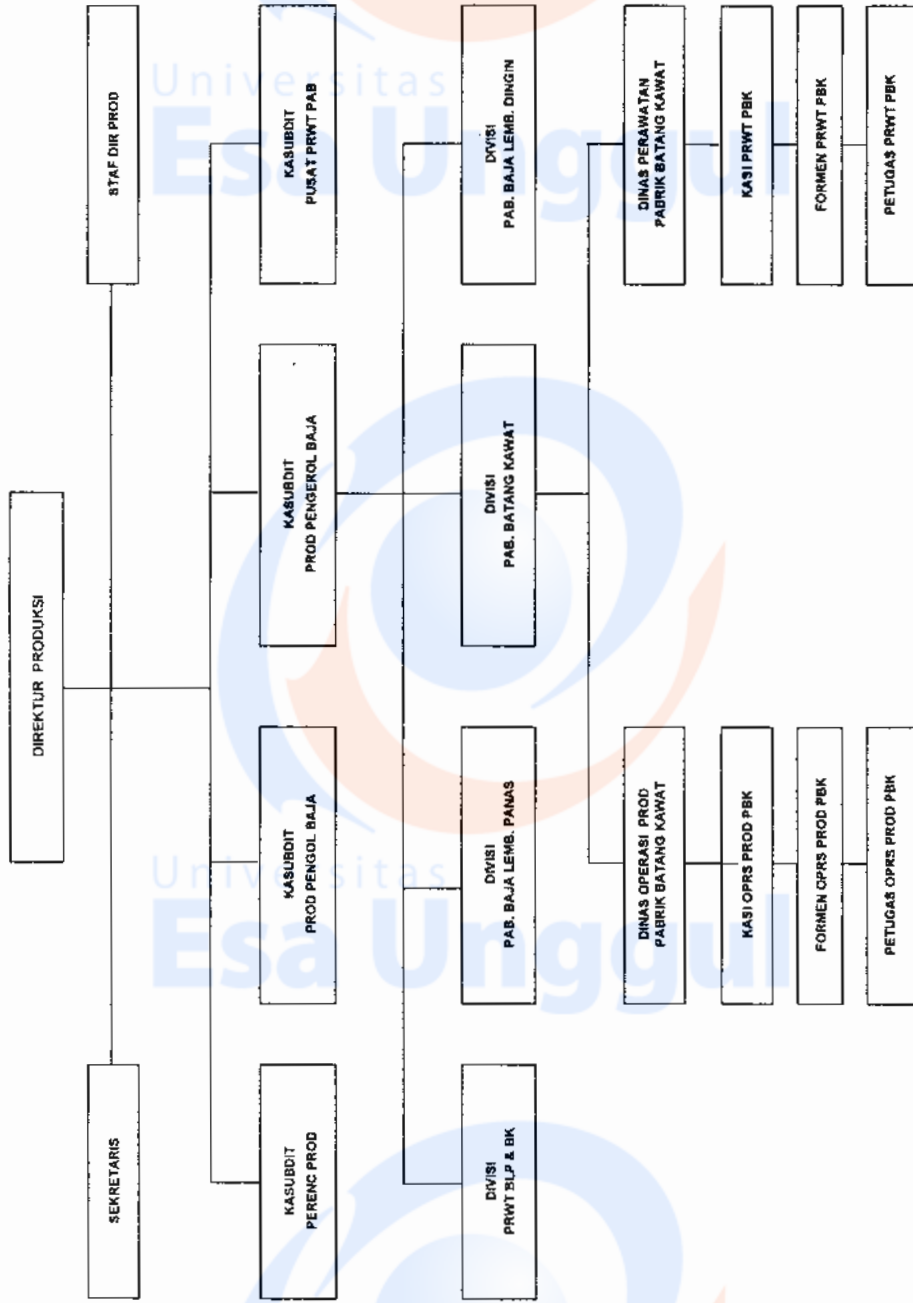 DIREKTUR PRODUKSI
SEKRETARIS
STAF DIR PROD
KASUBDIT
PERENC PROD
KASUBDIT
PROD PENGOL BAJA
KASUBDIT
PROD PENGEROL BAJA
KASUBDIT
PUSAT PRWT PAB
DIVISI
PRWT BLP & BK
DIVISI
PAB. BAJA LEMB. PANAS
DIVISI
PAB. BATANG KAWAT
DIVISI
PAB. BAJA LEMB. DINGIN
DINAS OPERASI PROD
PABRIK BATANG KAWAT
DINAS PERAWATAN
PABRIK BATANG KAWAT
KASI OPRS PROD PBK
KASI PRWT PBK
FORMEN OPRS PROD PBK
FORMEN PRWT PBK
PETUGAS OPRS PROD PBK
PETUGAS PRWT PBK
Universitas
Esa Unggul
Universitas
Esa Unggul